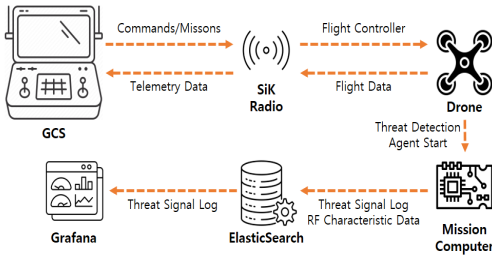 Commands/Missons
Flight Controller
Telemetry Data
SiK
Radio
Flight Data
GCS
Drone
Threat Detection
Agent Start
Threat Signal Log
Threat Signal Log
RF Characteristic Data
Grafana
ElasticSearch
Mission
Computer